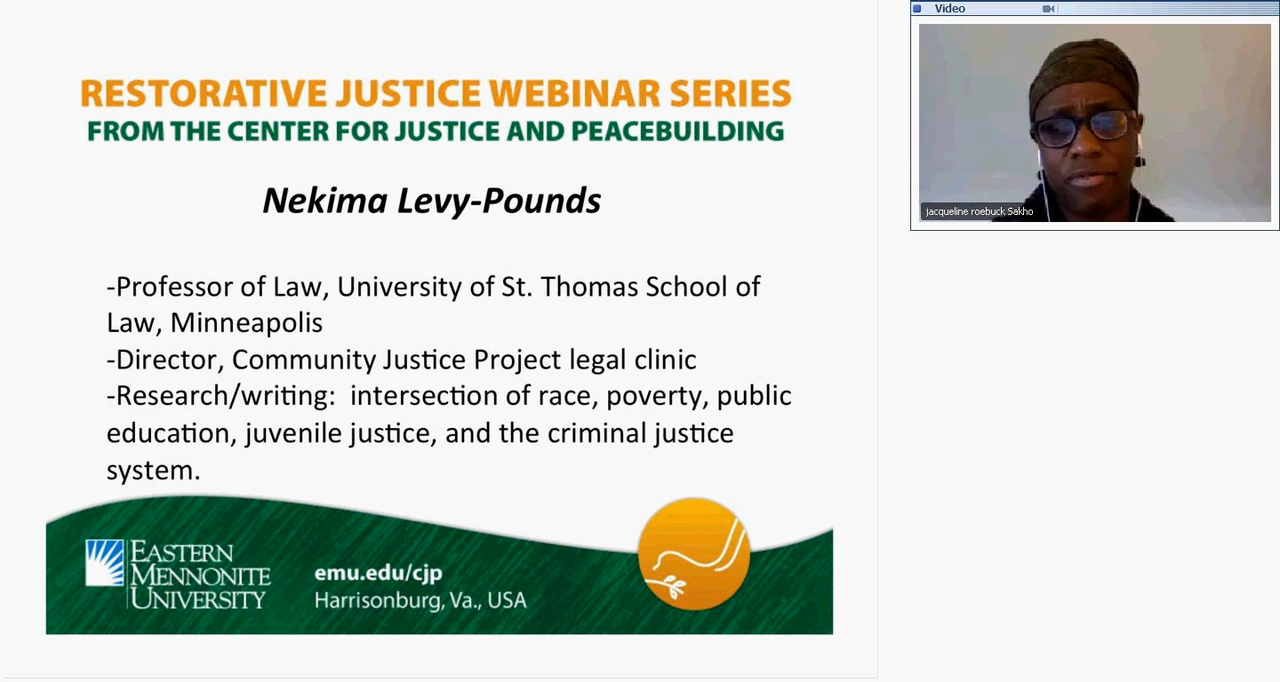 RESTORATIVE JUSTICE WEBINAR SERIES
FROM THE CENTER FOR JUSTICE AND PEACEBUILDING
Nekima Levy-Pounds
-Professor of Law, University of St. Thomas School of
Law, Minneapolis
-Director, Community Justice Project legal clinic
-Research/writing:  intersection of race, poverty, public
education, juvenile justice, and the criminal justice
system.
EASTERN
MENNONITE
UNIVERSITY
emu.edu/cjp
Harrisonburg, Va., USA
Video
jacqueline roebuck Sakho